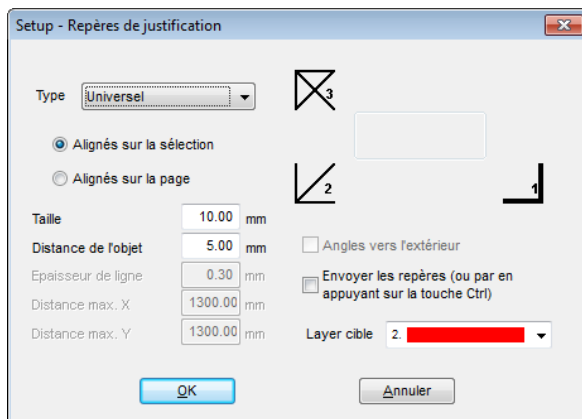 Setup - Repères de justification
Type Universel
3
Alignés sur la sélection
Alignés sur la page
2
1
Taille 10.00 mm
Distance de l'objet 5.00 mm
Angles vers l'extérieur
Epaisseur de ligne 0.30 mm
Envoyer les repères (ou par en
appuyant sur la touche Ctrl)
Distance max. X 1300.00 mm
Distance max. Y 1300.00 mm
Layer cible 2.
OK
Annuler